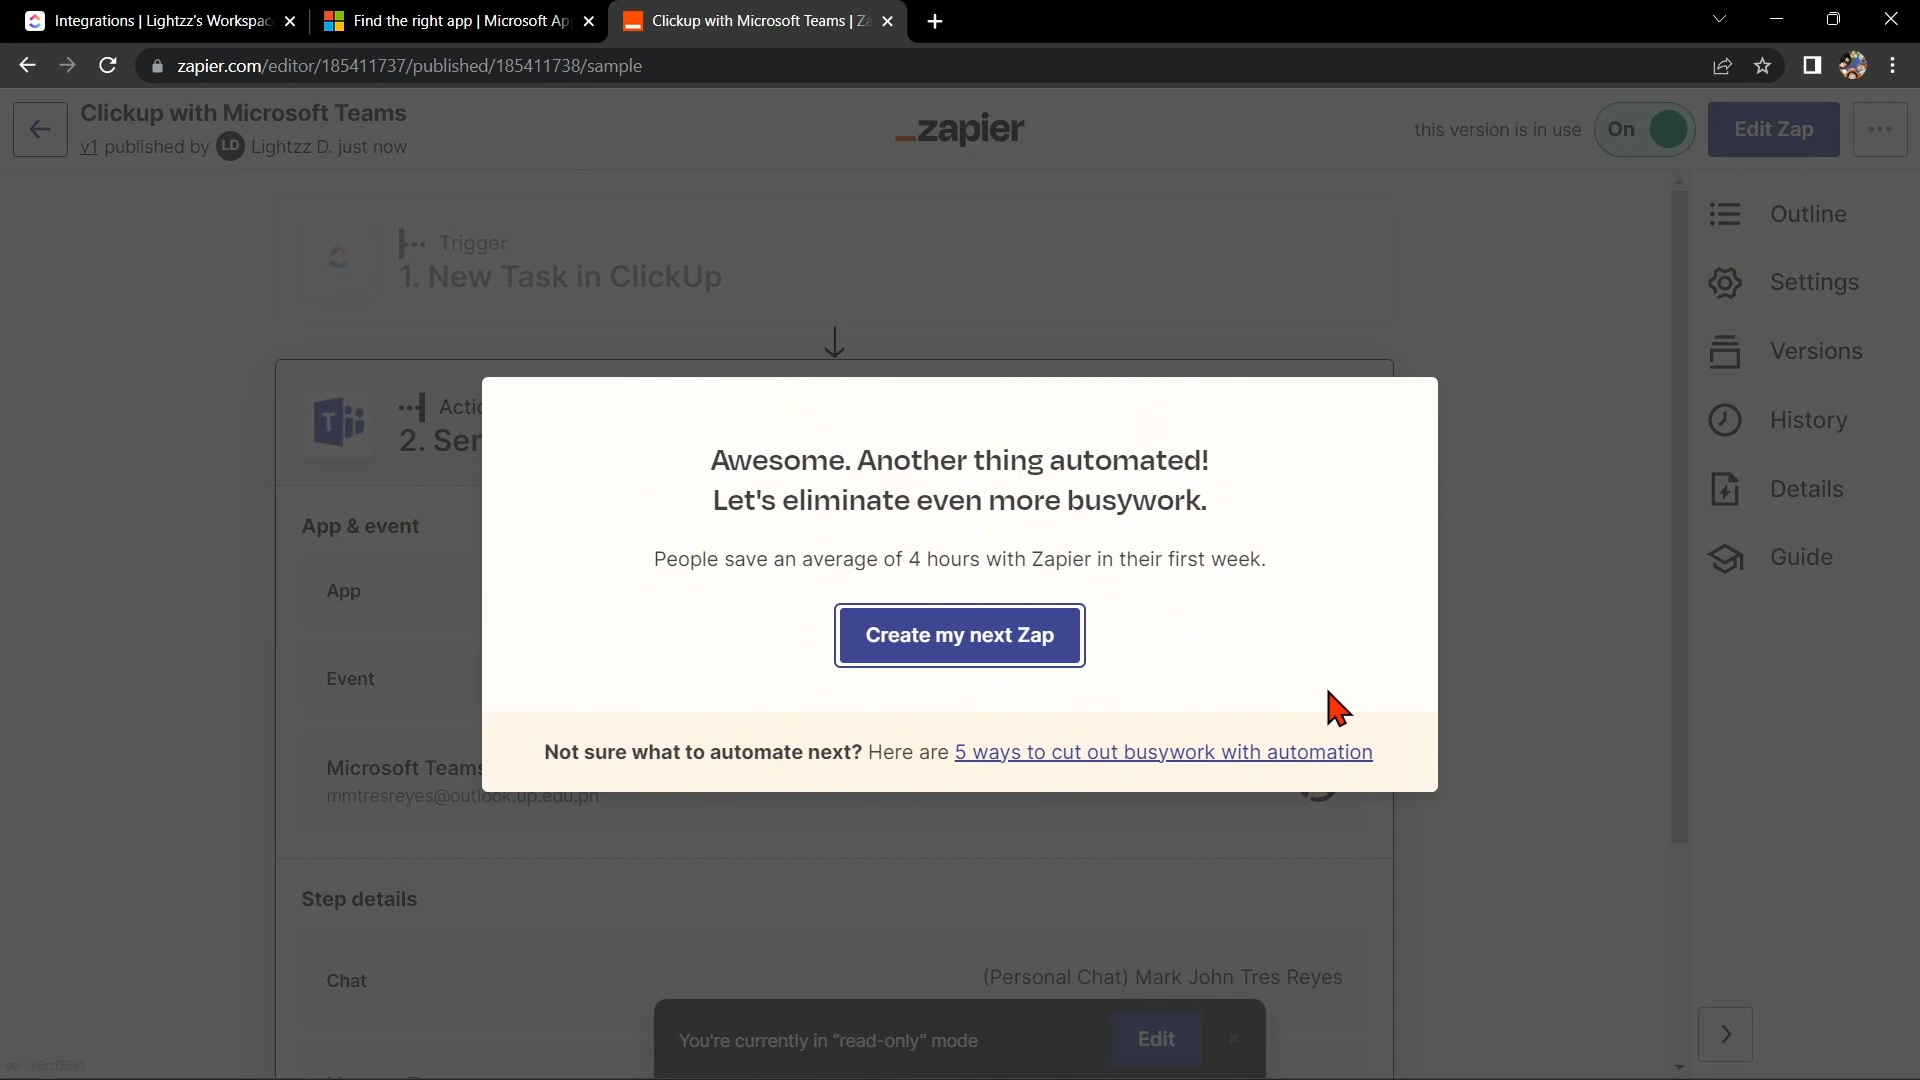 Integrations | Lightzz's Workspac
Find the right app | Microsoft Ap
Clickup with Microsoft Teams | Za
zapier.com/editor/185411737/published/185411738/sample
Clickup with Microsoft Teams
v1 published by LD Lightzz D. just now
_zapier
this version is in use
On
Edit Zap
Trigger
1. New Task in ClickUp
Outline
Settings
Versions
History
Details
Guide
Actio
2. Sen
App & event
App
Event
Microsoft Teams
mmtresreyes@outlook.up.edu.ph
Awesome. Another thing automated!
Let's eliminate even more busywork.
People save an average of 4 hours with Zapier in their first week.
Create my next Zap
Not sure what to automate next? Here are 5 ways to cut out busywork with automation
Step details
Chat
(Personal Chat) Mark John Tres Reyes
You're currently in “read-only” mode
Edit
ver. 16cd9891